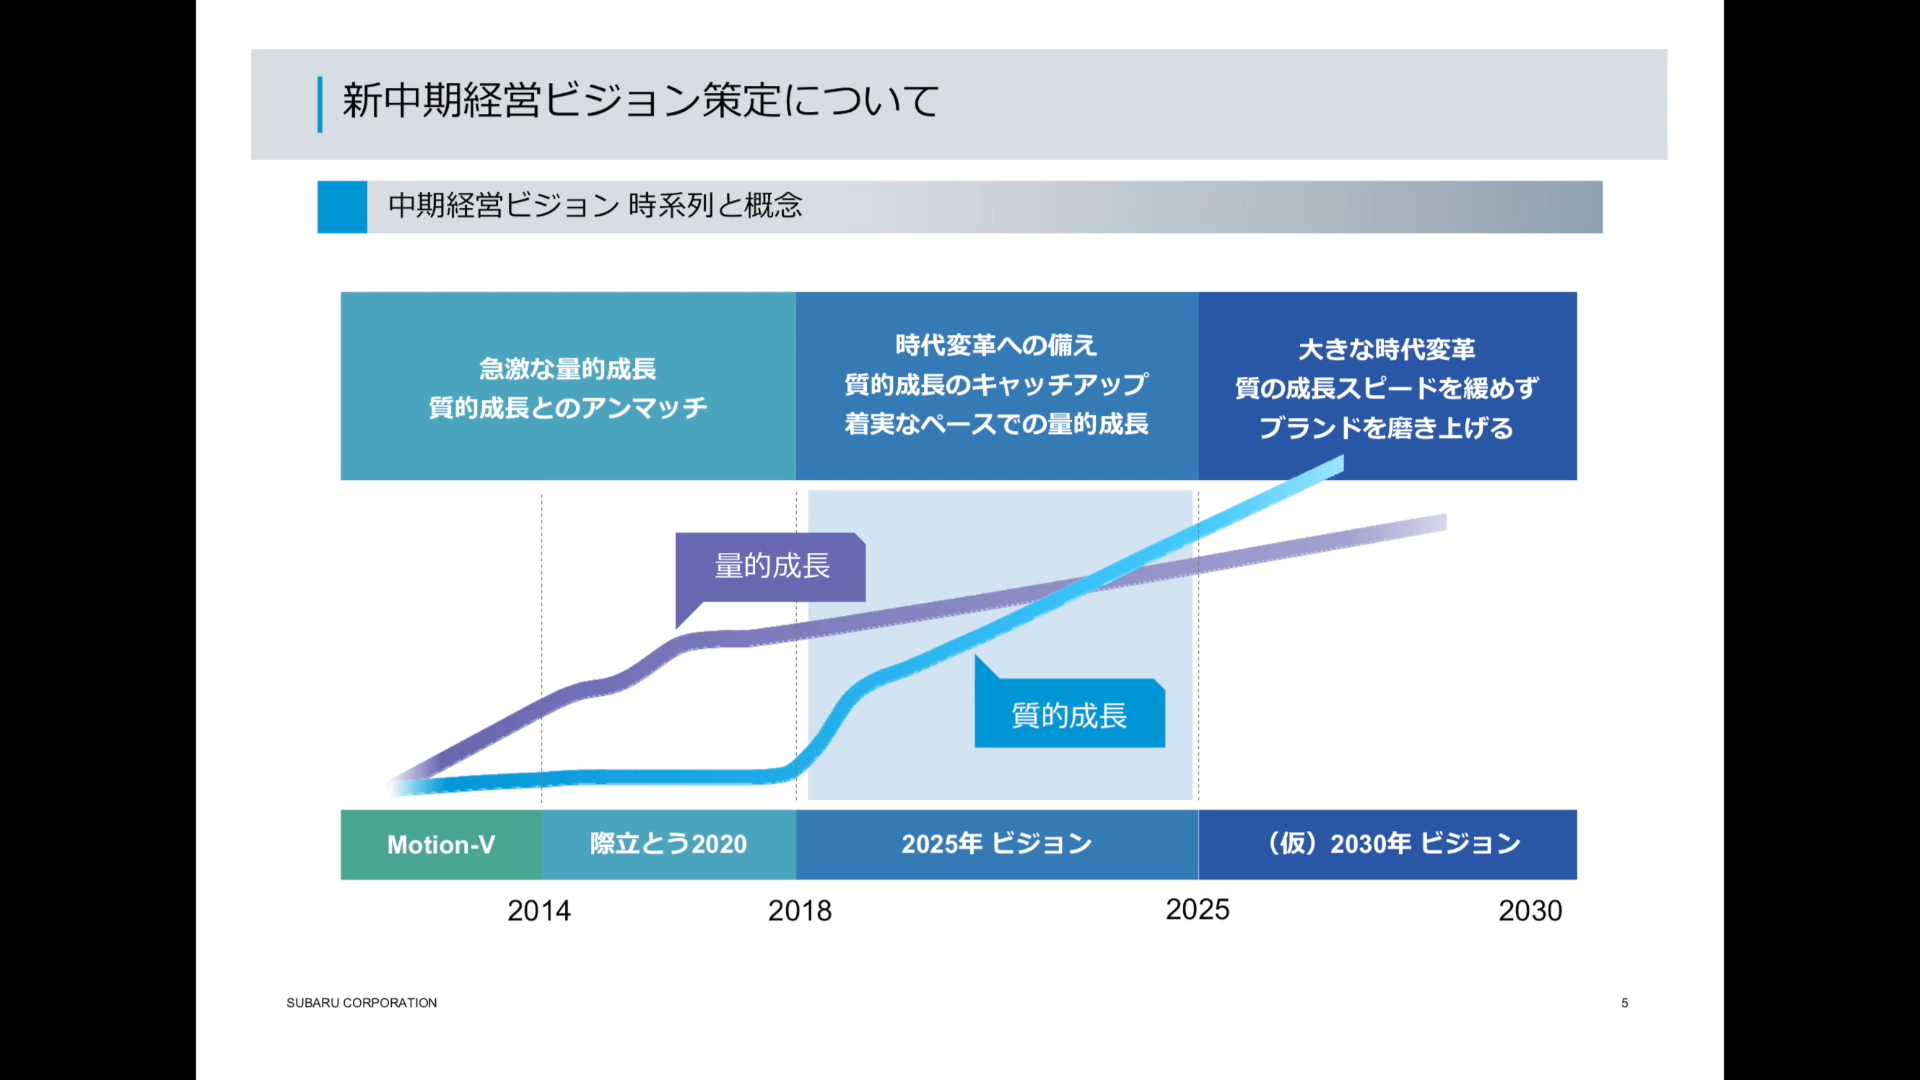 新中期経営ビジョン策定について
中期経営ビジョン 時系列と概念
急激な量的成長
質的成長とのアンマッチ
時代変革への備え
質的成長のキャッチアップ
着実なペースでの量的成長
大きな時代変革
質の成長スピードを緩めず
ブランドを磨き上げる
量的成長
質的成長
Motion-V
際立とう2020
2025年 ビジョン
（仮）2030年 ビジョン
2014
2018
2025
2030
SUBARU CORPORATION
5